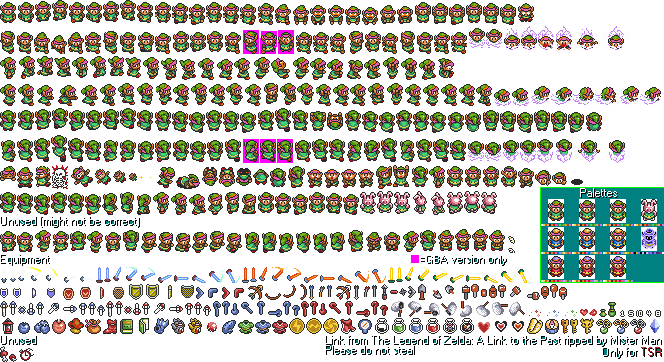 Unused (might not be correct)
Palettes
Equipment
=GBA version only
Unused
Link from The Legend of Zelda: A Link to the Past ripped by Mister Man
Please do not steal
Only for TSR